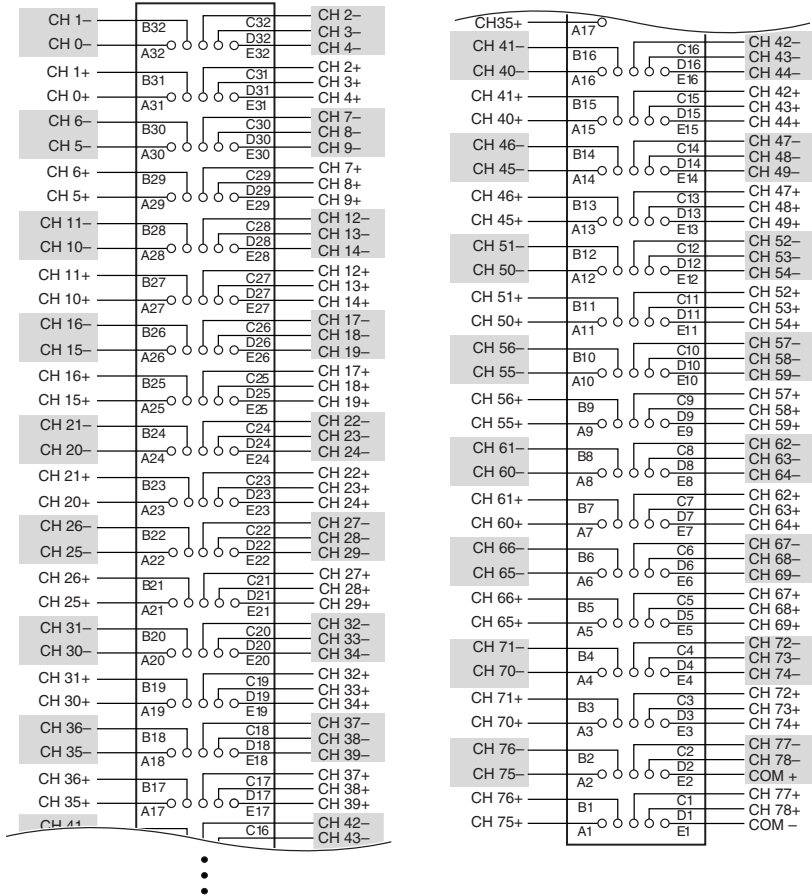 CH 1– B32 C32 CH 2–
D32 CH 3–
CH 0– A32 E32 CH 4–
CH 1+ B31 C31 CH 2+
D31 CH 3+
CH 0+ A31 E31 CH 4+
CH 6– B30 C30 CH 7–
D30 CH 8–
CH 5– A30 E30 CH 9–
CH 6+ B29 C29 CH 7+
D29 CH 8+
CH 5+ A29 E29 CH 9+
CH 11– B28 C28 CH 12–
D28 CH 13–
CH 10– A28 E28 CH 14–
CH 11+ B27 C27 CH 12+
D27 CH 13+
CH 10+ A27 E27 CH 14+
CH 16– B26 C26 CH 17–
D26 CH 18–
CH 15– A26 E26 CH 19–
CH 16+ B25 C25 CH 17+
D25 CH 18+
CH 15+ A25 E25 CH 19+
CH 21– B24 C24 CH 22–
D24 CH 23–
CH 20– A24 E24 CH 24–
CH 21+ B23 C23 CH 22+
D23 CH 23+
CH 20+ A23 E23 CH 24+
CH 26– B22 C22 CH 27–
D22 CH 28–
CH 25– A22 E22 CH 29–
CH 26+ B21 C21 CH 27+
D21 CH 28+
CH 25+ A21 E21 CH 29+
CH 31– B20 C20 CH 32–
D20 CH 33–
CH 30– A20 E20 CH 34–
CH 31+ B19 C19 CH 32+
D19 CH 33+
CH 30+ A19 E19 CH 34+
CH 36– B18 C18 CH 37–
D18 CH 38–
CH 35– A18 E18 CH 39–
CH 36+ B17 C17 CH 37+
D17 CH 38+
CH 35+ A17 E17 CH 39+
CH 41 C16 CH 42–
CH 43–
CH35+ A17
CH 41– B16 C16 CH 42–
D16 CH 43–
CH 40– A16 E16 CH 44–
CH 41+ B15 C15 CH 42+
D15 CH 43+
CH 40+ A15 E15 CH 44+
CH 46– B14 C14 CH 47–
D14 CH 48–
CH 45– A14 E14 CH 49–
CH 46+ B13 C13 CH 47+
D13 CH 48+
CH 45+ A13 E13 CH 49+
CH 51– B12 C12 CH 52–
D12 CH 53–
CH 50– A12 E12 CH 54–
CH 51+ B11 C11 CH 52+
D11 CH 53+
CH 50+ A11 E11 CH 54+
CH 56– B10 C10 CH 57–
D10 CH 58–
CH 55– A10 E10 CH 59–
CH 56+ B9 C9 CH 57+
D9 CH 58+
CH 55+ A9 E9 CH 59+
CH 61– B8 C8 CH 62–
D8 CH 63–
CH 60– A8 E8 CH 64–
CH 61+ B7 C7 CH 62+
D7 CH 63+
CH 60+ A7 E7 CH 64+
CH 66– B6 C6 CH 67–
D6 CH 68–
CH 65– A6 E6 CH 69–
CH 66+ B5 C5 CH 67+
D5 CH 68+
CH 65+ A5 E5 CH 69+
CH 71– B4 C4 CH 72–
D4 CH 73–
CH 70– A4 E4 CH 74–
CH 71+ B3 C3 CH 72+
D3 CH 73+
CH 70+ A3 E3 CH 74+
CH 76– B2 C2 CH 77–
D2 CH 78–
CH 75– A2 E2 COM +
CH 76+ B1 C1 CH 77+
D1 CH 78+
CH 75+ A1 E1 COM –